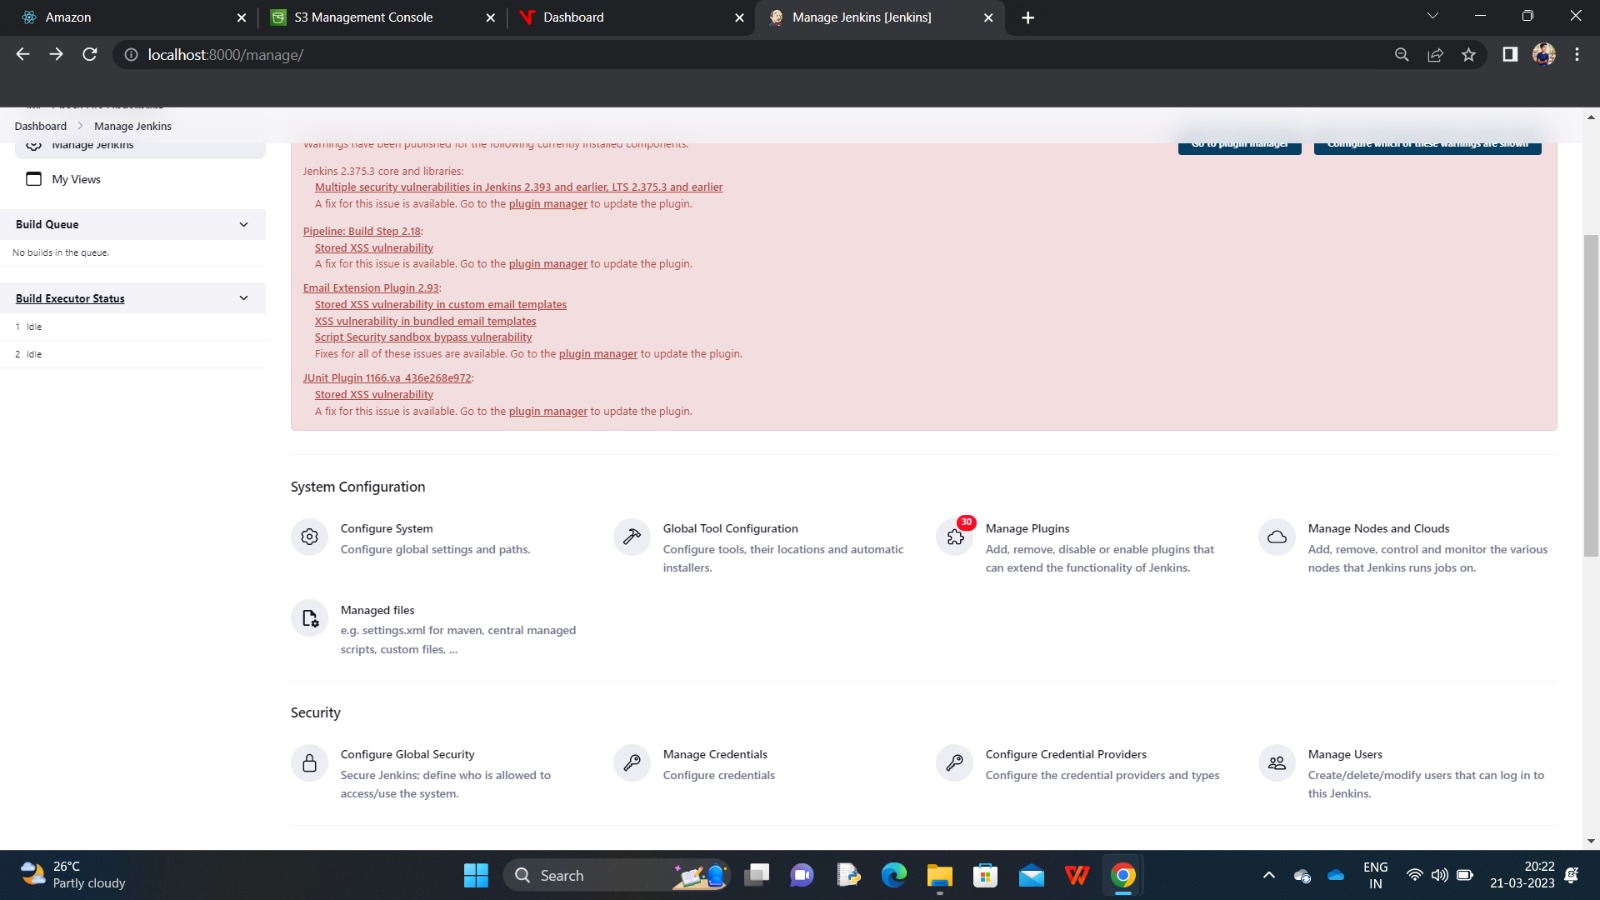 Amazon
S3 Management Console
Dashboard
Manage Jenkins [Jenkins]
localhost:8000/manage/
Dashboard
Manage Jenkins
Manage Jenkins
My Views
Build Queue
No builds in the queue.
Build Executor Status
1 Idle
2 Idle
Warnings have been published for the following currently installed components.
Go to plugin manager
Configure which of these warnings are shown
Jenkins 2.375.3 core and libraries:
Multiple security vulnerabilities in Jenkins 2.393 and earlier, LTS 2.375.3 and earlier
A fix for this issue is available. Go to the plugin manager to update the plugin.
Pipeline: Build Step 2.18:
Stored XSS vulnerability
A fix for this issue is available. Go to the plugin manager to update the plugin.
Email Extension Plugin 2.93:
Stored XSS vulnerability in custom email templates
XSS vulnerability in bundled email templates
Script Security sandbox bypass vulnerability
Fixes for all of these issues are available. Go to the plugin manager to update the plugin.
JUnit Plugin 1166.va_436e268e972:
Stored XSS vulnerability
A fix for this issue is available. Go to the plugin manager to update the plugin.
System Configuration
Configure System
Configure global settings and paths.
Global Tool Configuration
Configure tools, their locations and automatic
installers.
30
Manage Plugins
Add, remove, disable or enable plugins that
can extend the functionality of Jenkins.
Manage Nodes and Clouds
Add, remove, control and monitor the various
nodes that Jenkins runs jobs on.
Managed files
e.g. settings.xml for maven, central managed
scripts, custom files, ...
Security
Configure Global Security
Secure Jenkins; define who is allowed to
access/use the system.
Manage Credentials
Configure credentials
Configure Credential Providers
Configure the credential providers and types
Manage Users
Create/delete/modify users that can log in to
this Jenkins.
26°C
Partly cloudy
Search
ENG
IN
20:22
21-03-2023